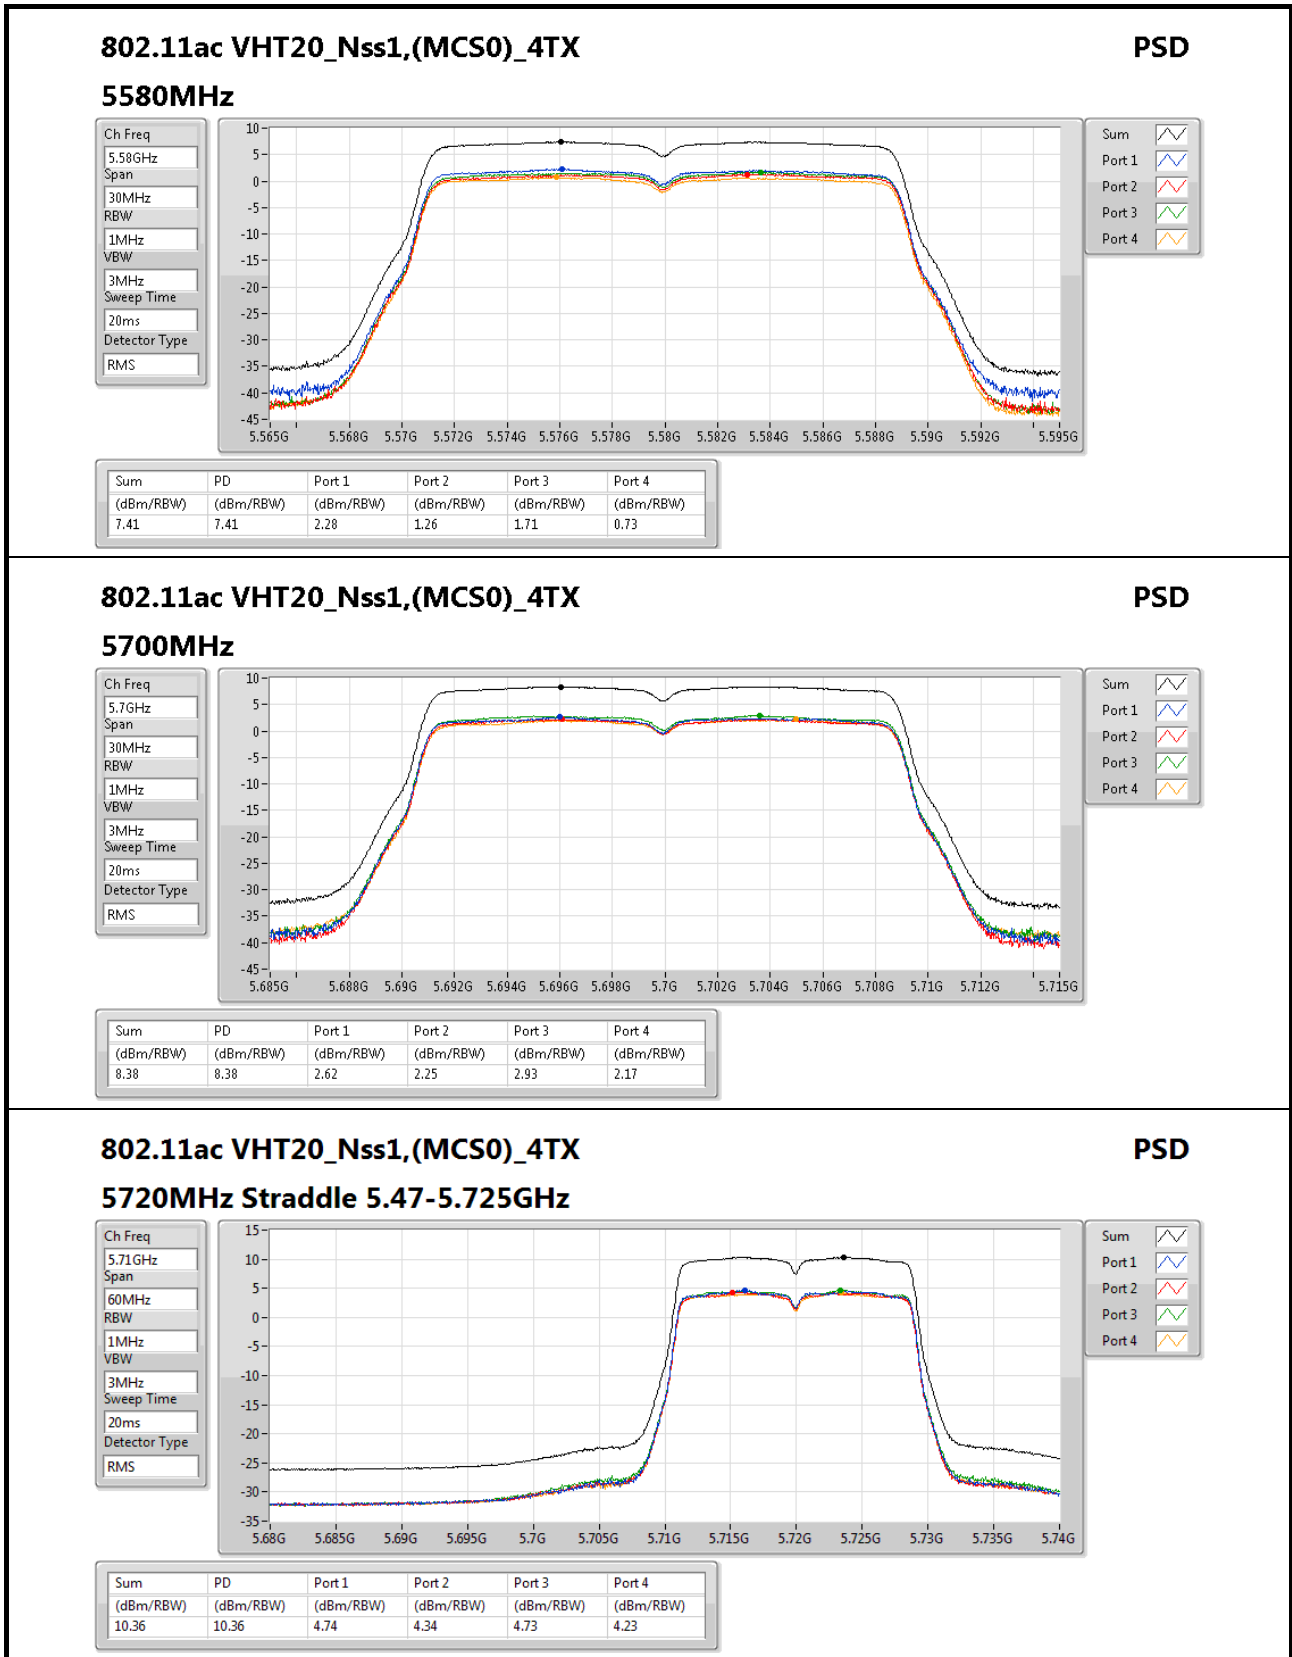 802.11ac VHT20_Nss1,(MCS0)_4TX PSD
5580MHz
Ch Freq
5.58GHz
Span
30MHz
RBW
1MHz
VBW
3MHz
Sweep Time
20ms
Detector Type
RMS
10
5
0
-5
-10
-15
-20
-25
-30
-35
-40
-45
5.565G 5.568G 5.57G 5.572G 5.574G 5.576G 5.578G 5.58G 5.582G 5.584G 5.586G 5.588G 5.59G 5.592G 5.595G
Sum
Port 1
Port 2
Port 3
Port 4
Sum PD Port 1 Port 2 Port 3 Port 4
(dBm/RBW) (dBm/RBW) (dBm/RBW) (dBm/RBW) (dBm/RBW) (dBm/RBW)
7.41 7.41 2.28 1.26 1.71 0.73
802.11ac VHT20_Nss1,(MCS0)_4TX PSD
5700MHz
Ch Freq
5.7GHz
Span
30MHz
RBW
1MHz
VBW
3MHz
Sweep Time
20ms
Detector Type
RMS
10
5
0
-5
-10
-15
-20
-25
-30
-35
-40
-45
5.685G 5.688G 5.69G 5.692G 5.694G 5.696G 5.698G 5.7G 5.702G 5.704G 5.706G 5.708G 5.71G 5.712G 5.715G
Sum
Port 1
Port 2
Port 3
Port 4
Sum PD Port 1 Port 2 Port 3 Port 4
(dBm/RBW) (dBm/RBW) (dBm/RBW) (dBm/RBW) (dBm/RBW) (dBm/RBW)
8.38 8.38 2.62 2.25 2.93 2.17
802.11ac VHT20_Nss1,(MCS0)_4TX PSD
5720MHz Straddle 5.47-5.725GHz
Ch Freq
5.71GHz
Span
60MHz
RBW
1MHz
VBW
3MHz
Sweep Time
20ms
Detector Type
RMS
15
10
5
0
-5
-10
-15
-20
-25
-30
-35
5.68G 5.685G 5.69G 5.695G 5.7G 5.705G 5.71G 5.715G 5.72G 5.725G 5.73G 5.735G 5.74G
Sum
Port 1
Port 2
Port 3
Port 4
Sum PD Port 1 Port 2 Port 3 Port 4
(dBm/RBW) (dBm/RBW) (dBm/RBW) (dBm/RBW) (dBm/RBW) (dBm/RBW)
10.36 10.36 4.74 4.34 4.73 4.23